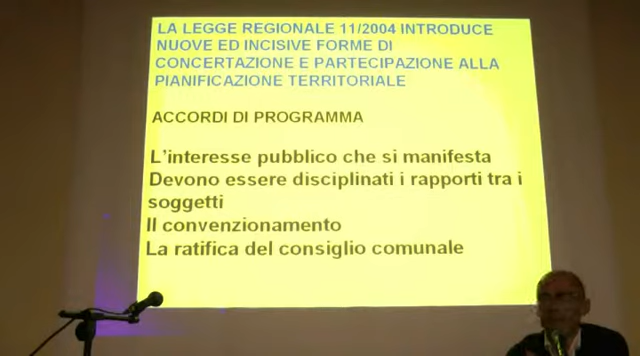 LA LEGGE REGIONALE 11/2004 INTRODUCE
NUOVE ED INCISIVE FORME DI
CONCERTAZIONE E PARTECIPAZIONE ALLA
PIANIFICAZIONE TERRITORIALE
ACCORDI DI PROGRAMMA
L'interesse pubblico che si manifesta
Devono essere disciplinati i rapporti tra i
soggetti
Il convenzionamento
La ratifica del consiglio comunale